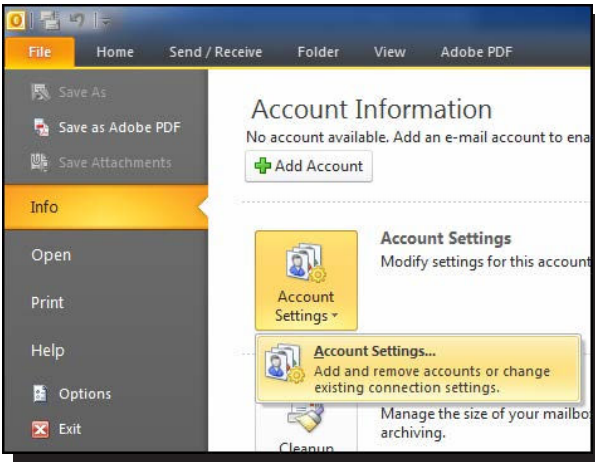 File Home Send / Receive Folder View Adobe PDF
Save As
Save as Adobe PDF
Save Attachments
Info
Open
Print
Help
Options
Exit
Account Information
No account available. Add an e-mail account to ena
Add Account
Account
Settings
Account Settings
Modify settings for this account
Account Settings...
Add and remove accounts or change
existing connection settings.
Manage the size of your mailbo
archiving.
Cleanup